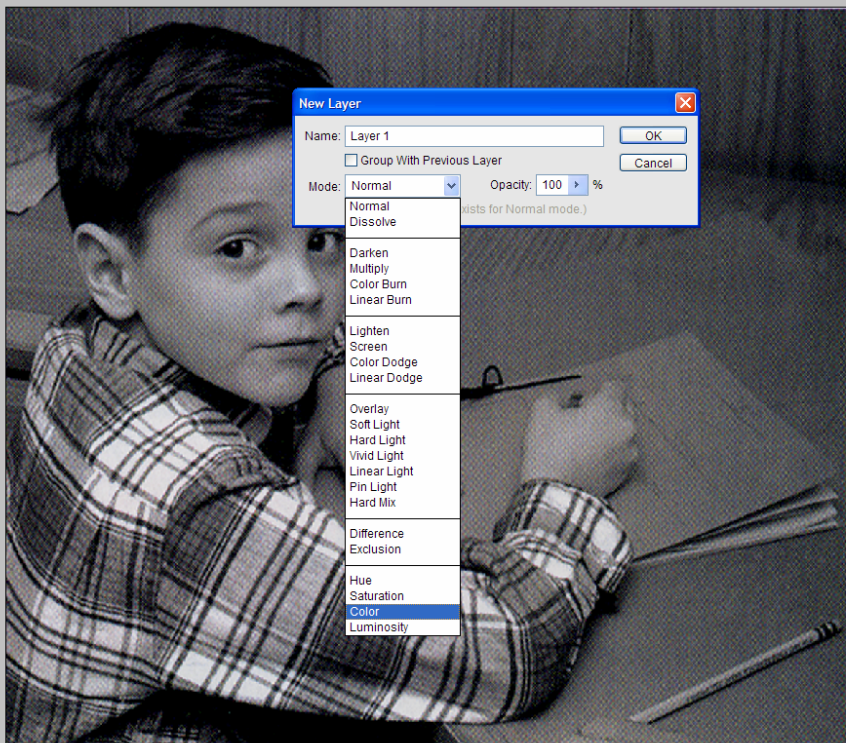 New Layer
Name: Layer 1 OK
Group With Previous Layer Cancel
Mode: Normal Opacity: 100 %
exists for Normal mode.)
Normal
Dissolve
Darken
Multiply
Color Burn
Linear Burn
Lighten
Screen
Color Dodge
Linear Dodge
Overlay
Soft Light
Hard Light
Vivid Light
Linear Light
Pin Light
Hard Mix
Difference
Exclusion
Hue
Saturation
Color
Luminosity